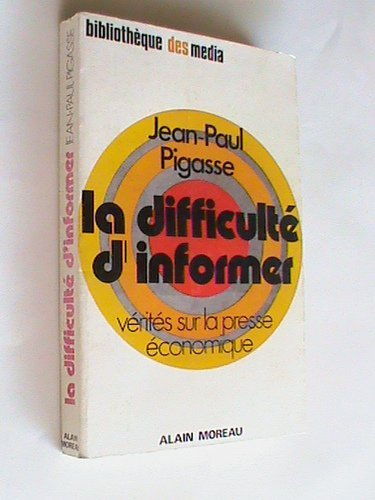 bibliothèque des media
Jean-Paul
Pigasse
la difficulté
d'informer
vérités sur la presse
économique
ALAIN MOREAU
la difficulté d'informer JEAN-PAUL PIGASSE
ALAIN
MOREAU